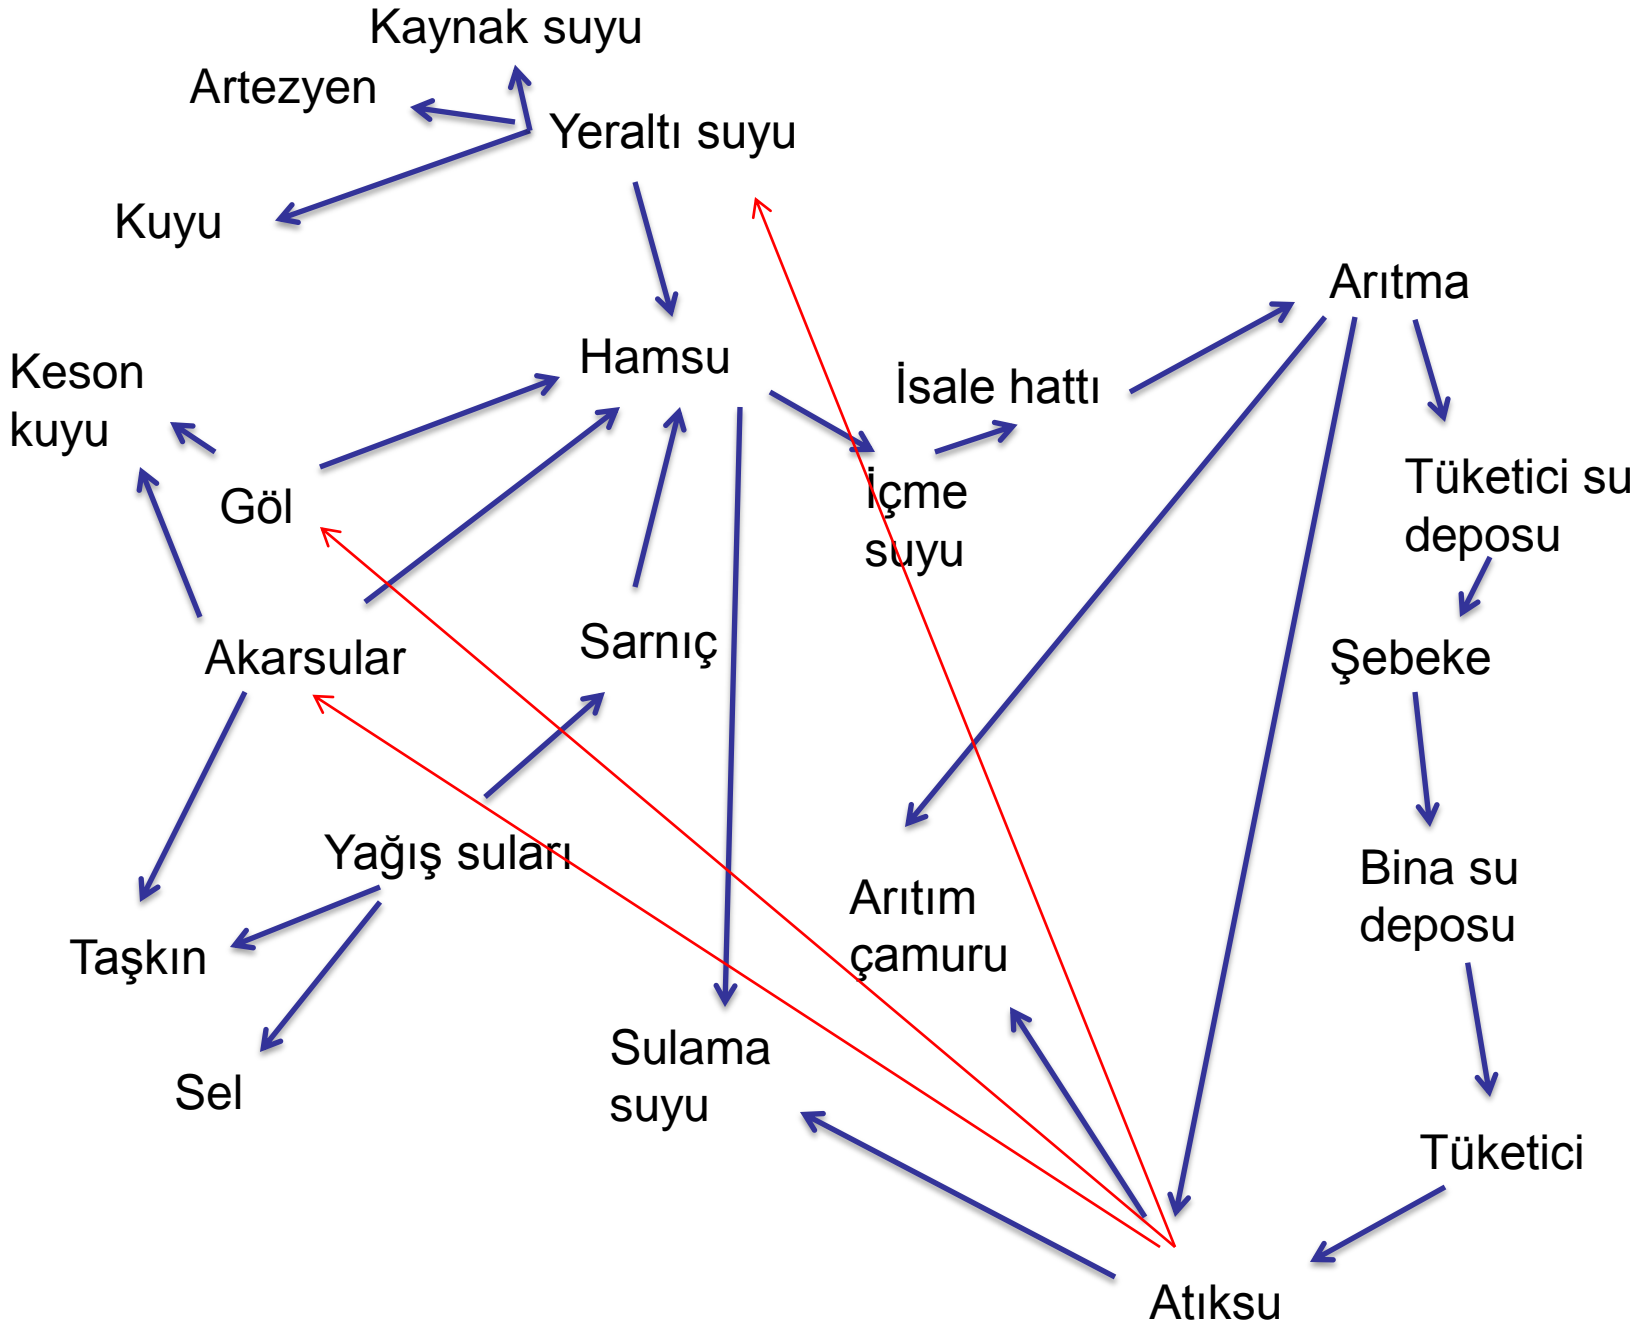 Kaynak suyu
Artezyen
Yeraltı suyu
Kuyu
Arıtma
Hamsu
Keson
kuyu
İsale hattı
Göl
İçme
suyu
Tüketici su
deposu
Akarsular
Sarnıç
Şebeke
Yağış suları
Bina su
deposu
Arıtım
çamuru
Taşkın
Sel
Sulama
suyu
Tüketici
Atıksu